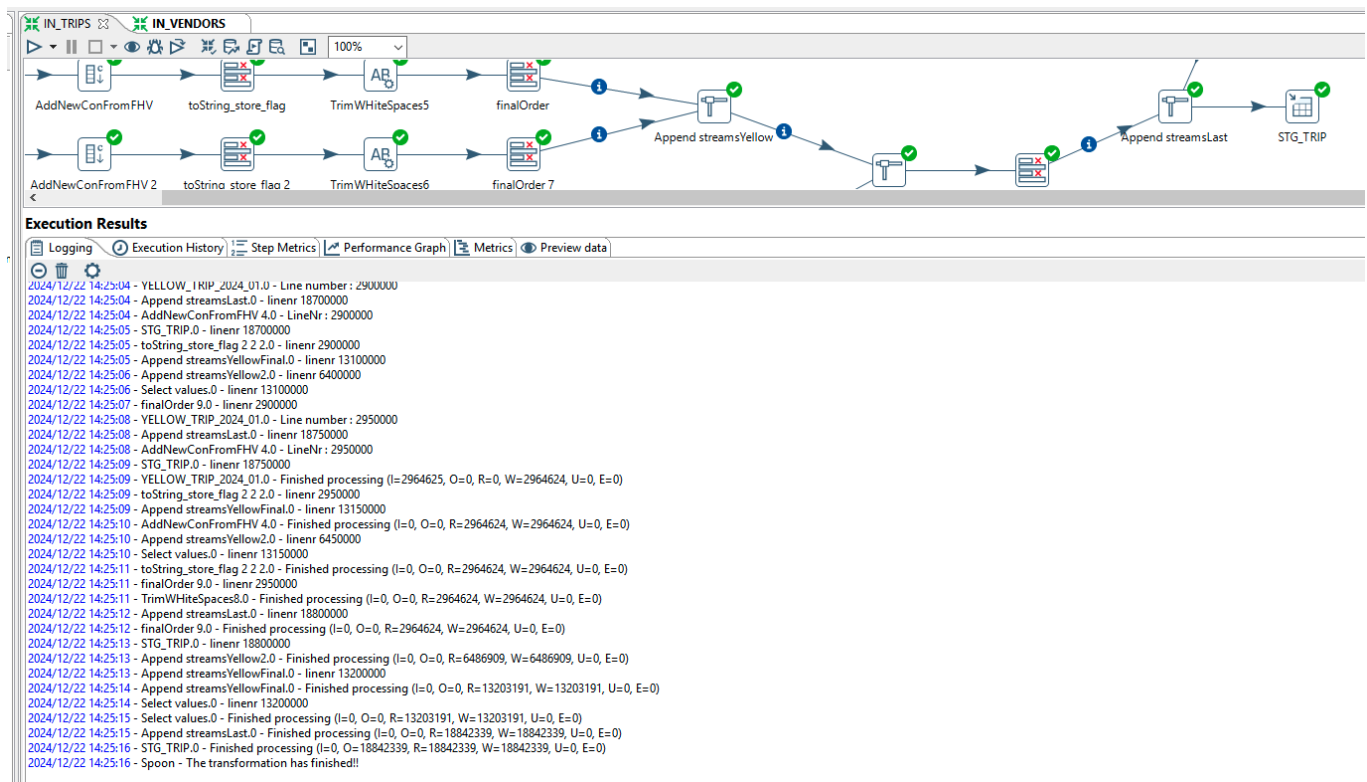 IN_TRIPS
IN_VENDORS
100%
AddNewConFromFHV
toString_store_flag
TrimWHiteSpaces5
finalOrder
Append streamsYellow
Append streamsLast
STG_TRIP
AddNewConFromFHV 2
toString store flag 2
TrimWHiteSpaces6
finalOrder 7
Execution Results
Logging
Execution History
Step Metrics
Performance Graph
Metrics
Preview data
2024/12/22 14:25:04 - YELLOW_TRIP_2024_01.0 - Line number : 2900000
2024/12/22 14:25:04 - Append streamsLast.0 - linenr 18700000
2024/12/22 14:25:04 - AddNewConFromFHV 4.0 - LineNr : 2900000
2024/12/22 14:25:05 - STG_TRIP.0 - linenr 18700000
2024/12/22 14:25:05 - toString_store_flag 2 2 2.0 - linenr 2900000
2024/12/22 14:25:05 - Append streamsYellowFinal.0 - linenr 13100000
2024/12/22 14:25:06 - Append streamsYellow2.0 - linenr 6400000
2024/12/22 14:25:06 - Select values.0 - linenr 13100000
2024/12/22 14:25:07 - finalOrder 9.0 - linenr 2900000
2024/12/22 14:25:08 - YELLOW_TRIP_2024_01.0 - Line number : 2950000
2024/12/22 14:25:08 - Append streamsLast.0 - linenr 18750000
2024/12/22 14:25:08 - AddNewConFromFHV 4.0 - LineNr : 2950000
2024/12/22 14:25:09 - STG_TRIP.0 - linenr 18750000
2024/12/22 14:25:09 - YELLOW_TRIP_2024_01.0 - Finished processing (I=2964625, O=0, R=0, W=2964624, U=0, E=0)
2024/12/22 14:25:09 - toString_store_flag 2 2 2.0 - linenr 2950000
2024/12/22 14:25:09 - Append streamsYellowFinal.0 - linenr 13150000
2024/12/22 14:25:10 - AddNewConFromFHV 4.0 - Finished processing (I=0, O=0, R=2964624, W=2964624, U=0, E=0)
2024/12/22 14:25:10 - Append streamsYellow2.0 - linenr 6450000
2024/12/22 14:25:10 - Select values.0 - linenr 13150000
2024/12/22 14:25:11 - toString_store_flag 2 2 2.0 - Finished processing (I=0, O=0, R=2964624, W=2964624, U=0, E=0)
2024/12/22 14:25:11 - finalOrder 9.0 - linenr 2950000
2024/12/22 14:25:11 - TrimWHiteSpaces8.0 - Finished processing (I=0, O=0, R=2964624, W=2964624, U=0, E=0)
2024/12/22 14:25:12 - Append streamsLast.0 - linenr 18800000
2024/12/22 14:25:12 - finalOrder 9.0 - Finished processing (I=0, O=0, R=2964624, W=2964624, U=0, E=0)
2024/12/22 14:25:13 - STG_TRIP.0 - linenr 18800000
2024/12/22 14:25:13 - Append streamsYellow2.0 - Finished processing (I=0, O=0, R=6486909, W=6486909, U=0, E=0)
2024/12/22 14:25:13 - Append streamsYellowFinal.0 - linenr 13200000
2024/12/22 14:25:14 - Append streamsYellowFinal.0 - Finished processing (I=0, O=0, R=13203191, W=13203191, U=0, E=0)
2024/12/22 14:25:14 - Select values.0 - linenr 13200000
2024/12/22 14:25:15 - Select values.0 - Finished processing (I=0, O=0, R=13203191, W=13203191, U=0, E=0)
2024/12/22 14:25:15 - Append streamsLast.0 - Finished processing (I=0, O=0, R=18842339, W=18842339, U=0, E=0)
2024/12/22 14:25:16 - STG_TRIP.0 - Finished processing (I=0, O=18842339, R=18842339, W=18842339, U=0, E=0)
2024/12/22 14:25:16 - Spoon - The transformation has finished!!